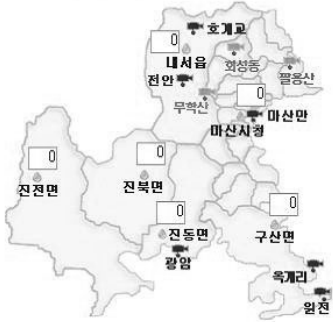 호계교
0
내서읍
회성동
전안
팔용산
무학산
0
마산만
마산시청
0
진전면
0
진북면
0
진동면
광암
0
구산면
옥계리
원전